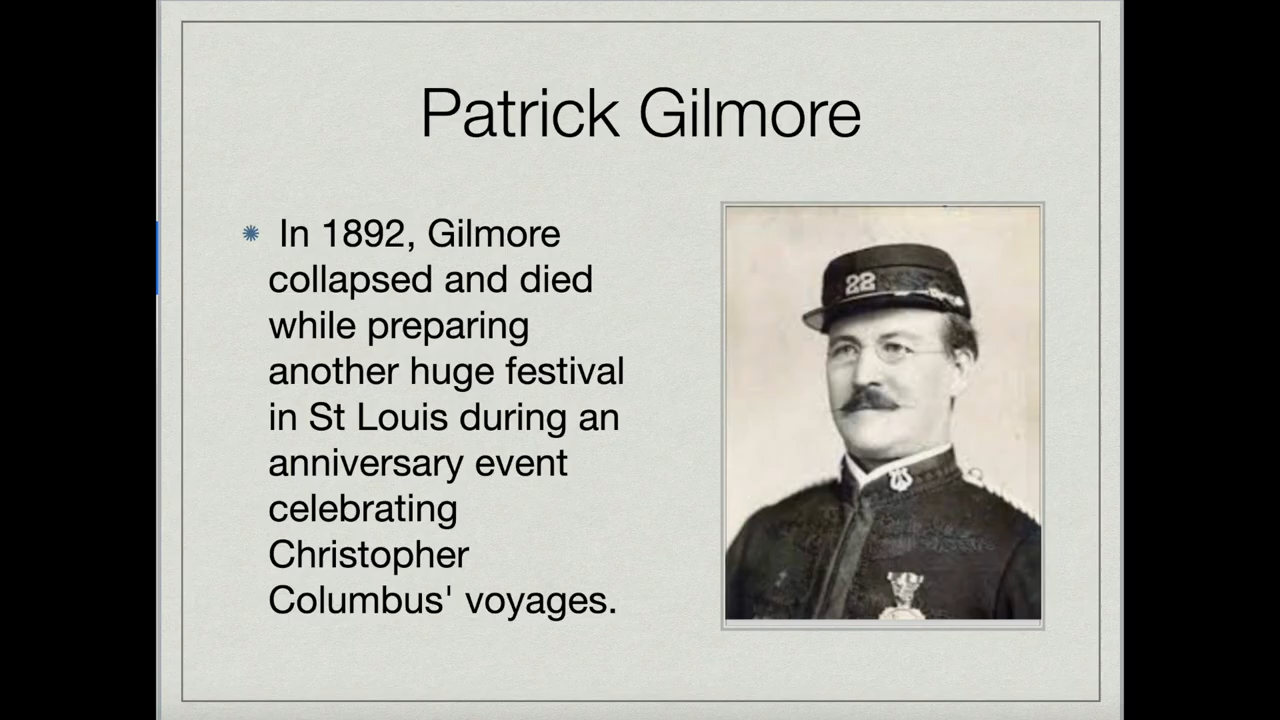 Patrick Gilmore
In 1892, Gilmore
collapsed and died
while preparing
another huge festival
in St Louis during an
anniversary event
celebrating
Christopher
Columbus' voyages.
22